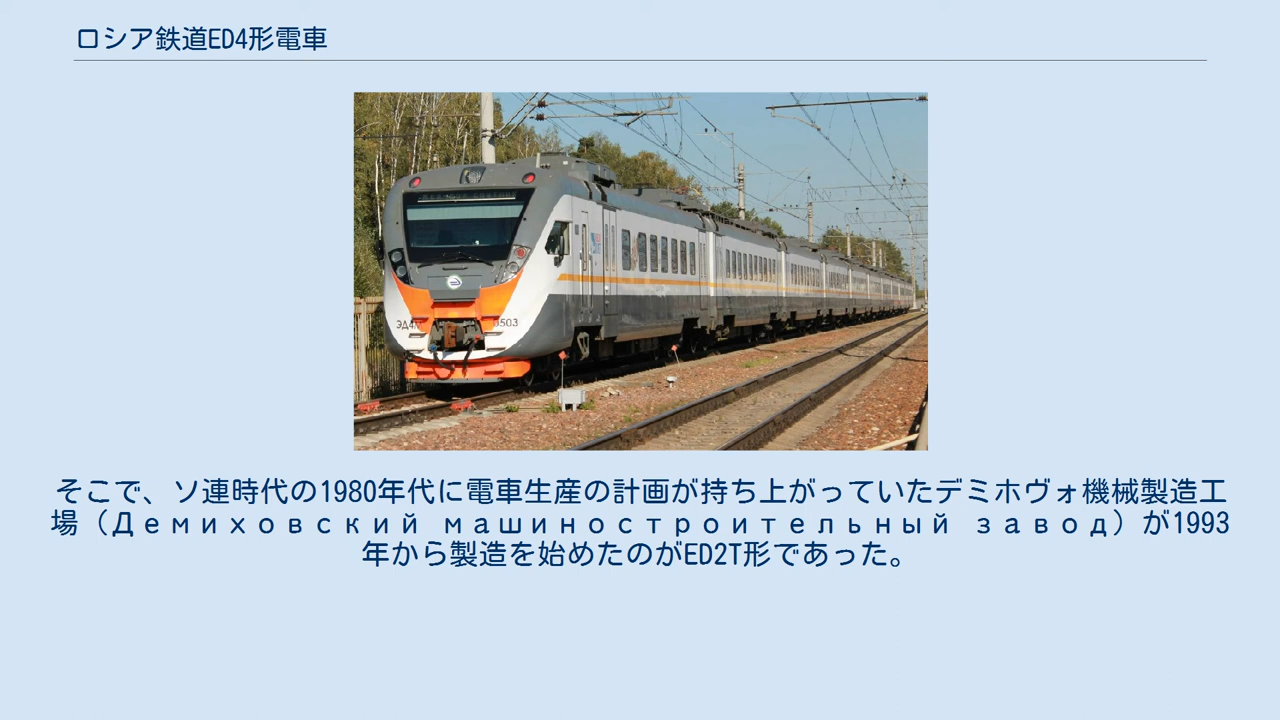 ロシア鉄道ED4形電車
ЭД4М
0503
そこで、ソ連時代の1980年代に電車生産の計画が持ち上がっていたデミホヴォ機械製造工
場（Демиховский машиностроительный завод）が1993
年から製造を始めたのがED2T形であった。